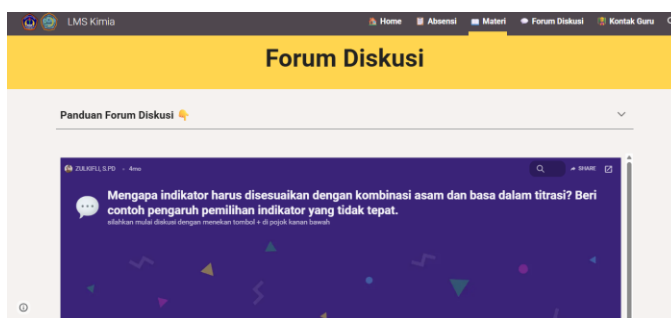 LMS Kimia
Home Absensi Materi Forum Diskusi Kontak Guru
Forum Diskusi
Panduan Forum Diskusi
ZULKIFLI, S.PD · 4mo
SHARE
Mengapa indikator harus disesuaikan dengan kombinasi asam dan basa dalam titrasi? Beri
contoh pengaruh pemilihan indikator yang tidak tepat.
silahkan mulai diskusi dengan menekan tombol + di pojok kanan bawah